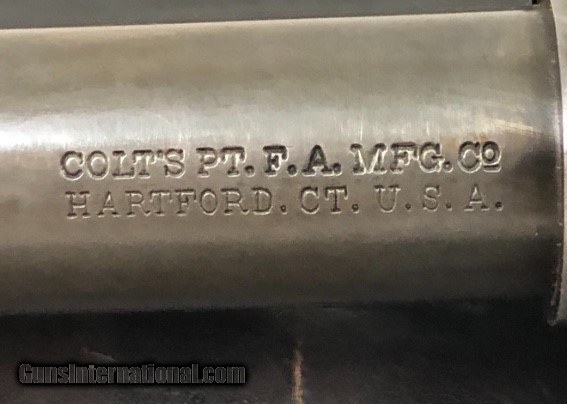 COLT'S PT. F. A. MFG. Co
HARTFORD. CT. U. S. A.
GunsInternational.com